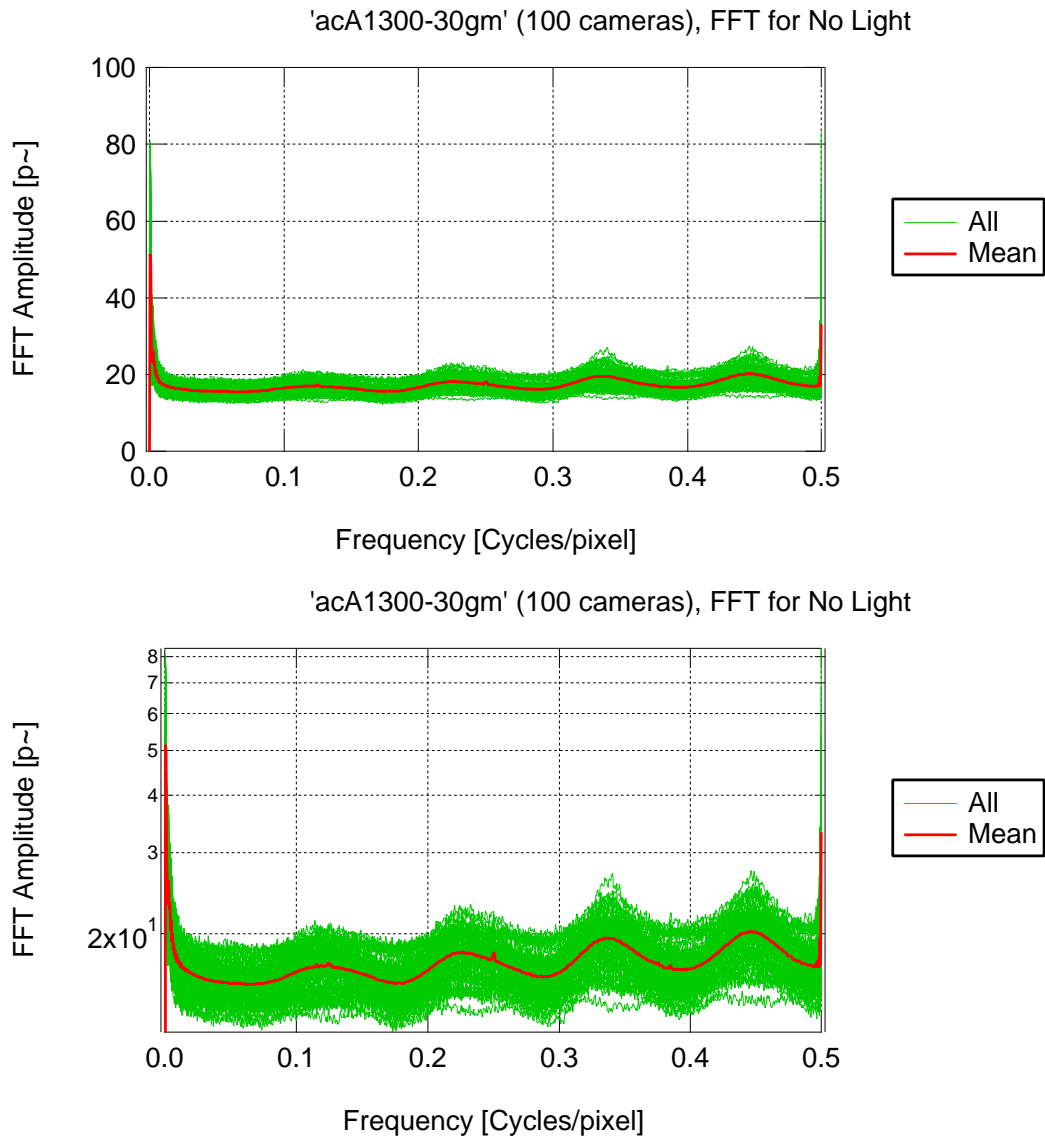 'acA1300-30gm' (100 cameras), FFT for No Light
FFT Amplitude [p~]
100
80
60
40
20
0
0.0 0.1 0.2 0.3 0.4 0.5
Frequency [Cycles/pixel]
All
Mean
'acA1300-30gm' (100 cameras), FFT for No Light
FFT Amplitude [p~]
8
7
6
5
4
3
2x10¹
0.0 0.1 0.2 0.3 0.4 0.5
Frequency [Cycles/pixel]
All
Mean